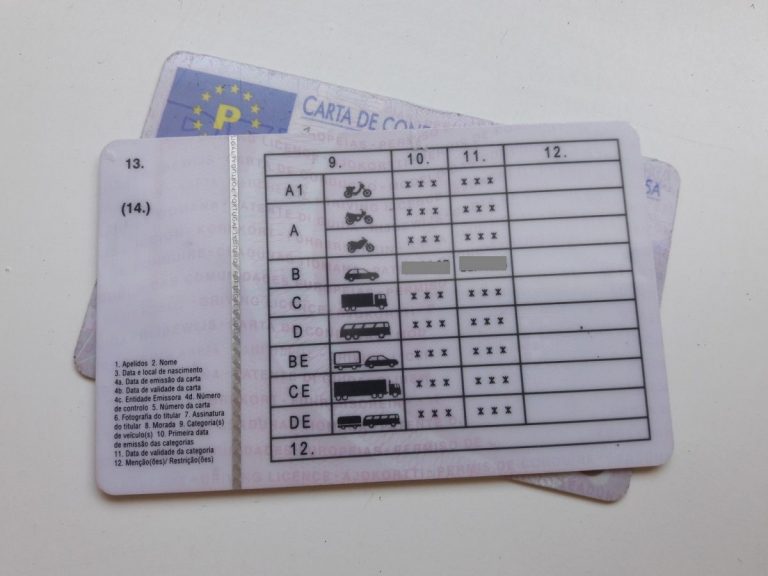 P
CARTA DE CON
13.
(14.)
9. 10. 11. 12.
A1 * * * * * *
A * * * * * *
* * * * * *
B
C * * * * * *
D * * * * * *
BE * * * * * *
CE * * * * * *
DE * * * * * *
12.
1. Apelidos 2. Nome
3. Data e local de nascimento
4a. Data de emissão da carta
4b. Data de validade da carta
4c. Entidade Emissora 4d. Número
de controlo 5. Número da carta
6. Fotografia do titular 7. Assinatura
do titular 8. Morada 9. Categoria(s)
de veículo(s) 10. Primeira data
de emissão das categorias
11. Data de validade da categoria
12. Menção(ões)/ Restrição(ões)